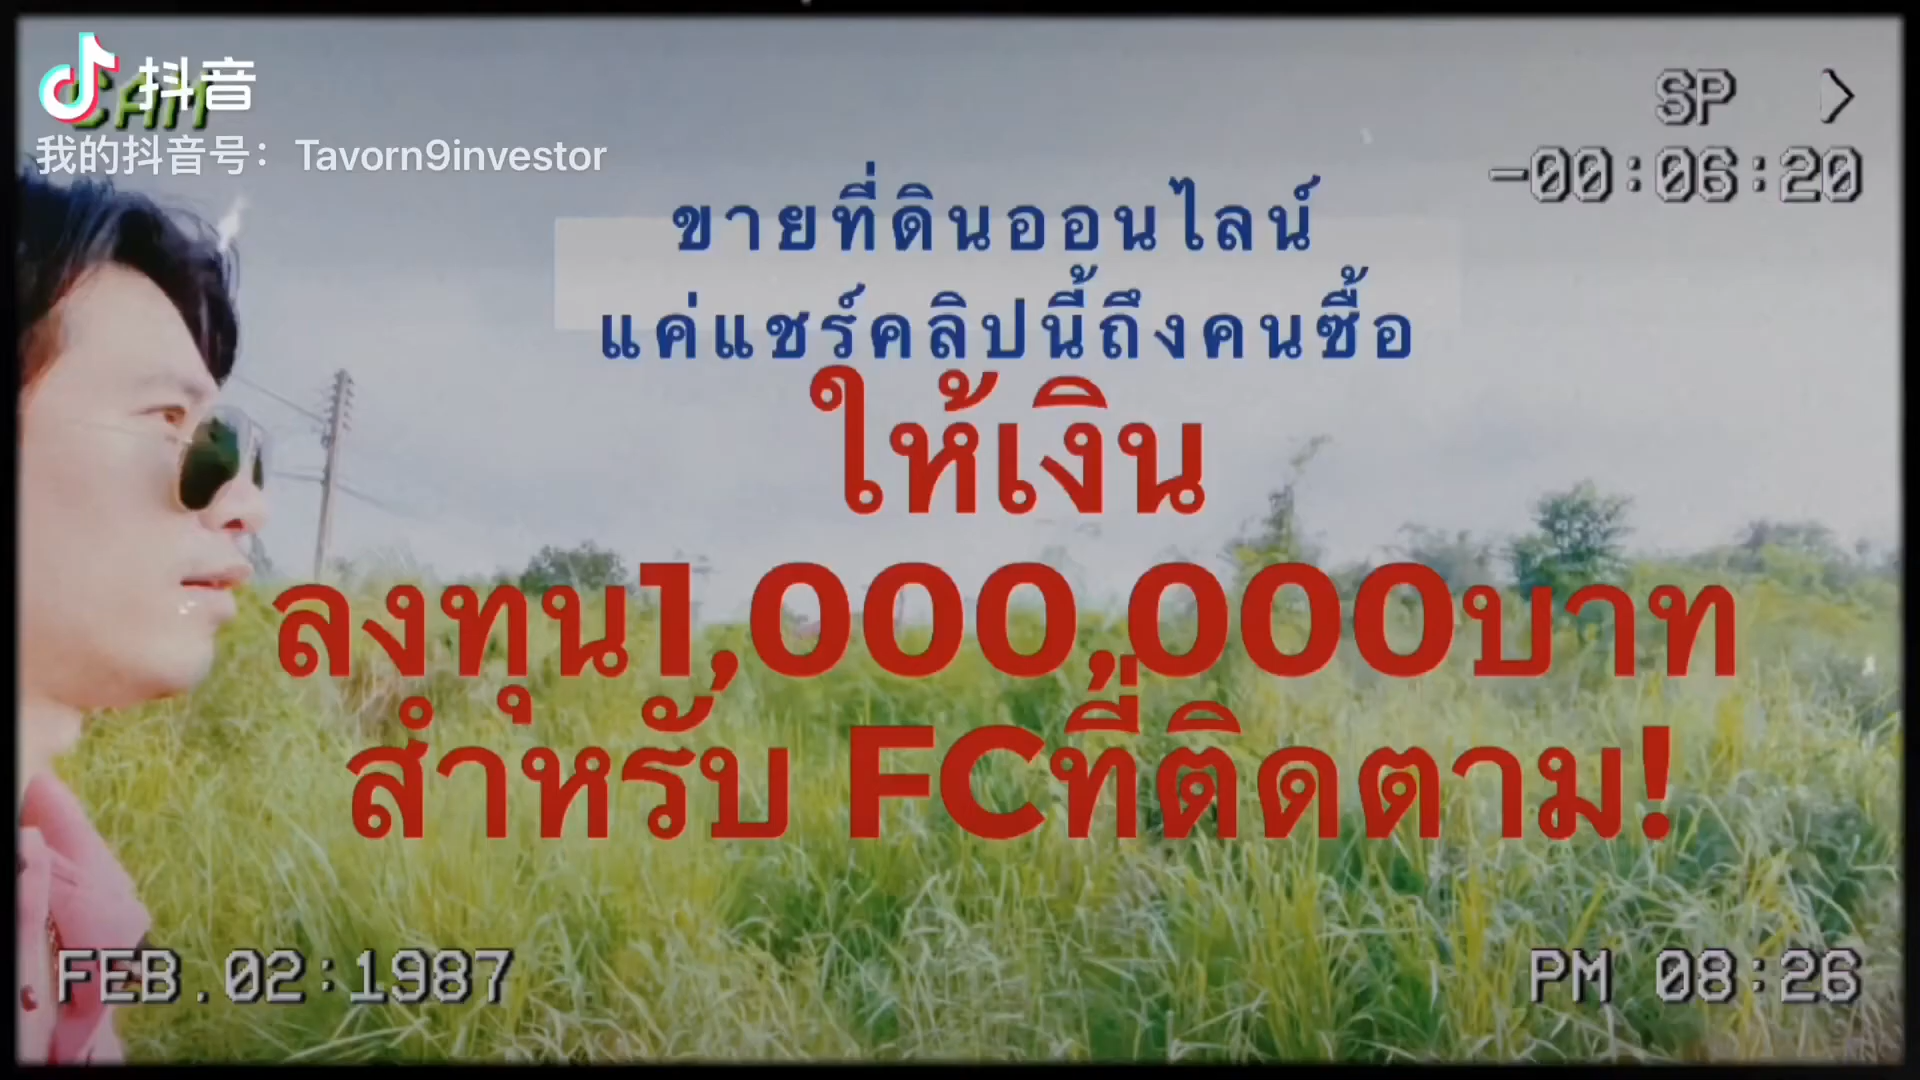 抖音
CAM
我的抖音号：Tavorn9investor
SP
-00:06:20
ขายที่ดินออนไลน์
แค่แชร์คลิปนี้ถึงคนซื้อ
ให้เงิน
ลงทุน1,000,000บาท
สำหรับ FCที่ติดตาม!
FEB.02:1987
PM 08:26